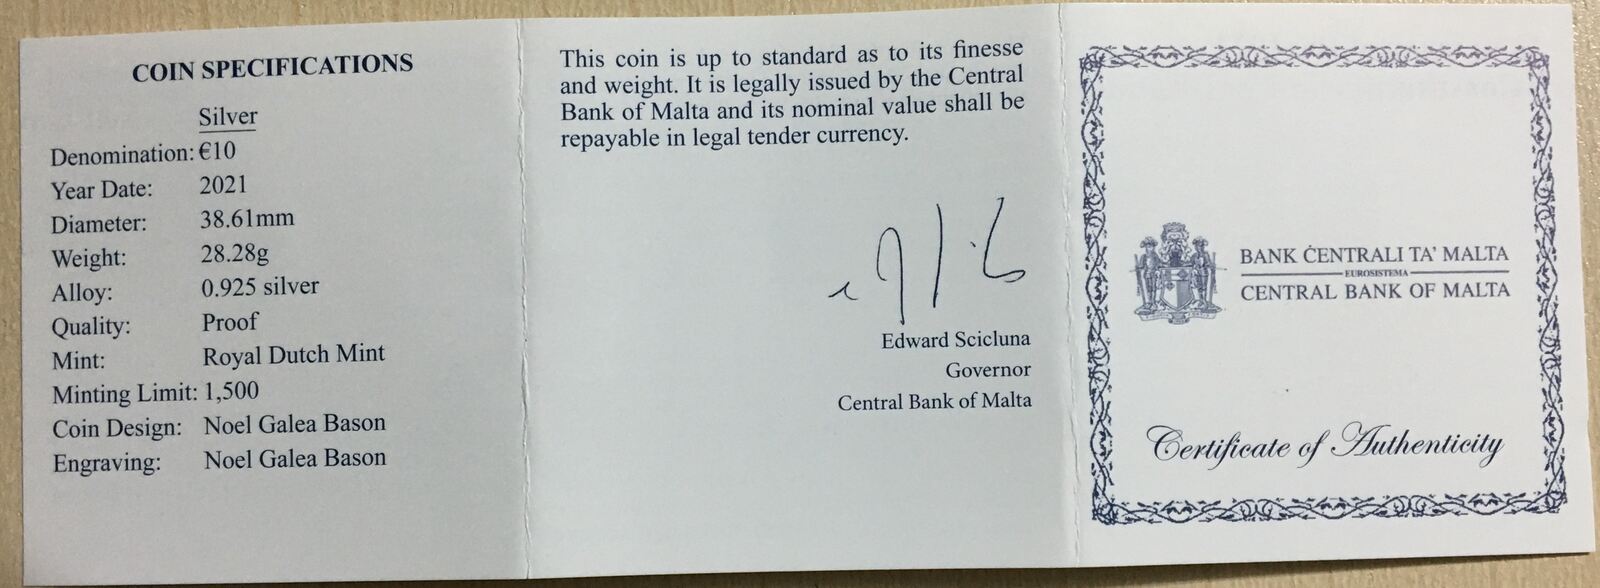 COIN SPECIFICATIONS
Silver
Denomination: €10
Year Date: 2021
Diameter: 38.61mm
Weight: 28.28g
Alloy: 0.925 silver
Quality: Proof
Mint: Royal Dutch Mint
Minting Limit: 1,500
Coin Design: Noel Galea Bason
Engraving: Noel Galea Bason
This coin is up to standard as to its finesse
and weight. It is legally issued by the Central
Bank of Malta and its nominal value shall be
repayable in legal tender currency.
Edward Scicluna
Governor
Central Bank of Malta
BANK ĊENTRALI TA' MALTA
EUROSISTEMA
CENTRAL BANK OF MALTA
Certificate of Authenticity